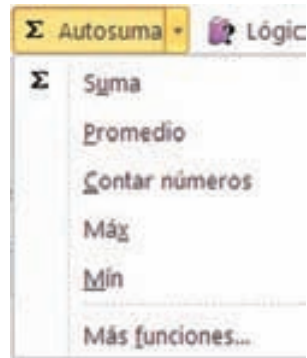 Σ Autosuma Lógic
Σ Suma
Promedio
Contar números
Máx
Mín
Más funciones...